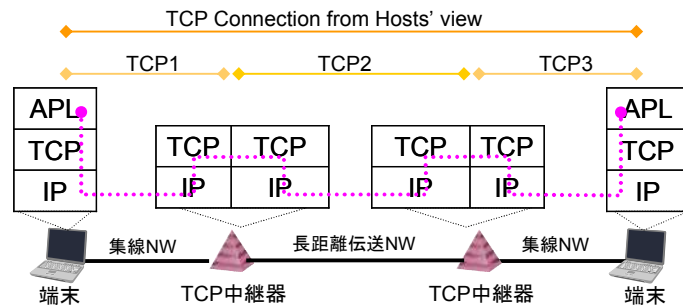 TCP Connection from Hosts' view
TCP1
TCP2
TCP3
APL
TCP
IP
TCP
TCP
IP
IP
TCP
TCP
IP
IP
APL
TCP
IP
集線NW
長距離伝送NW
集線NW
端末
TCP中継器
TCP中継器
端末